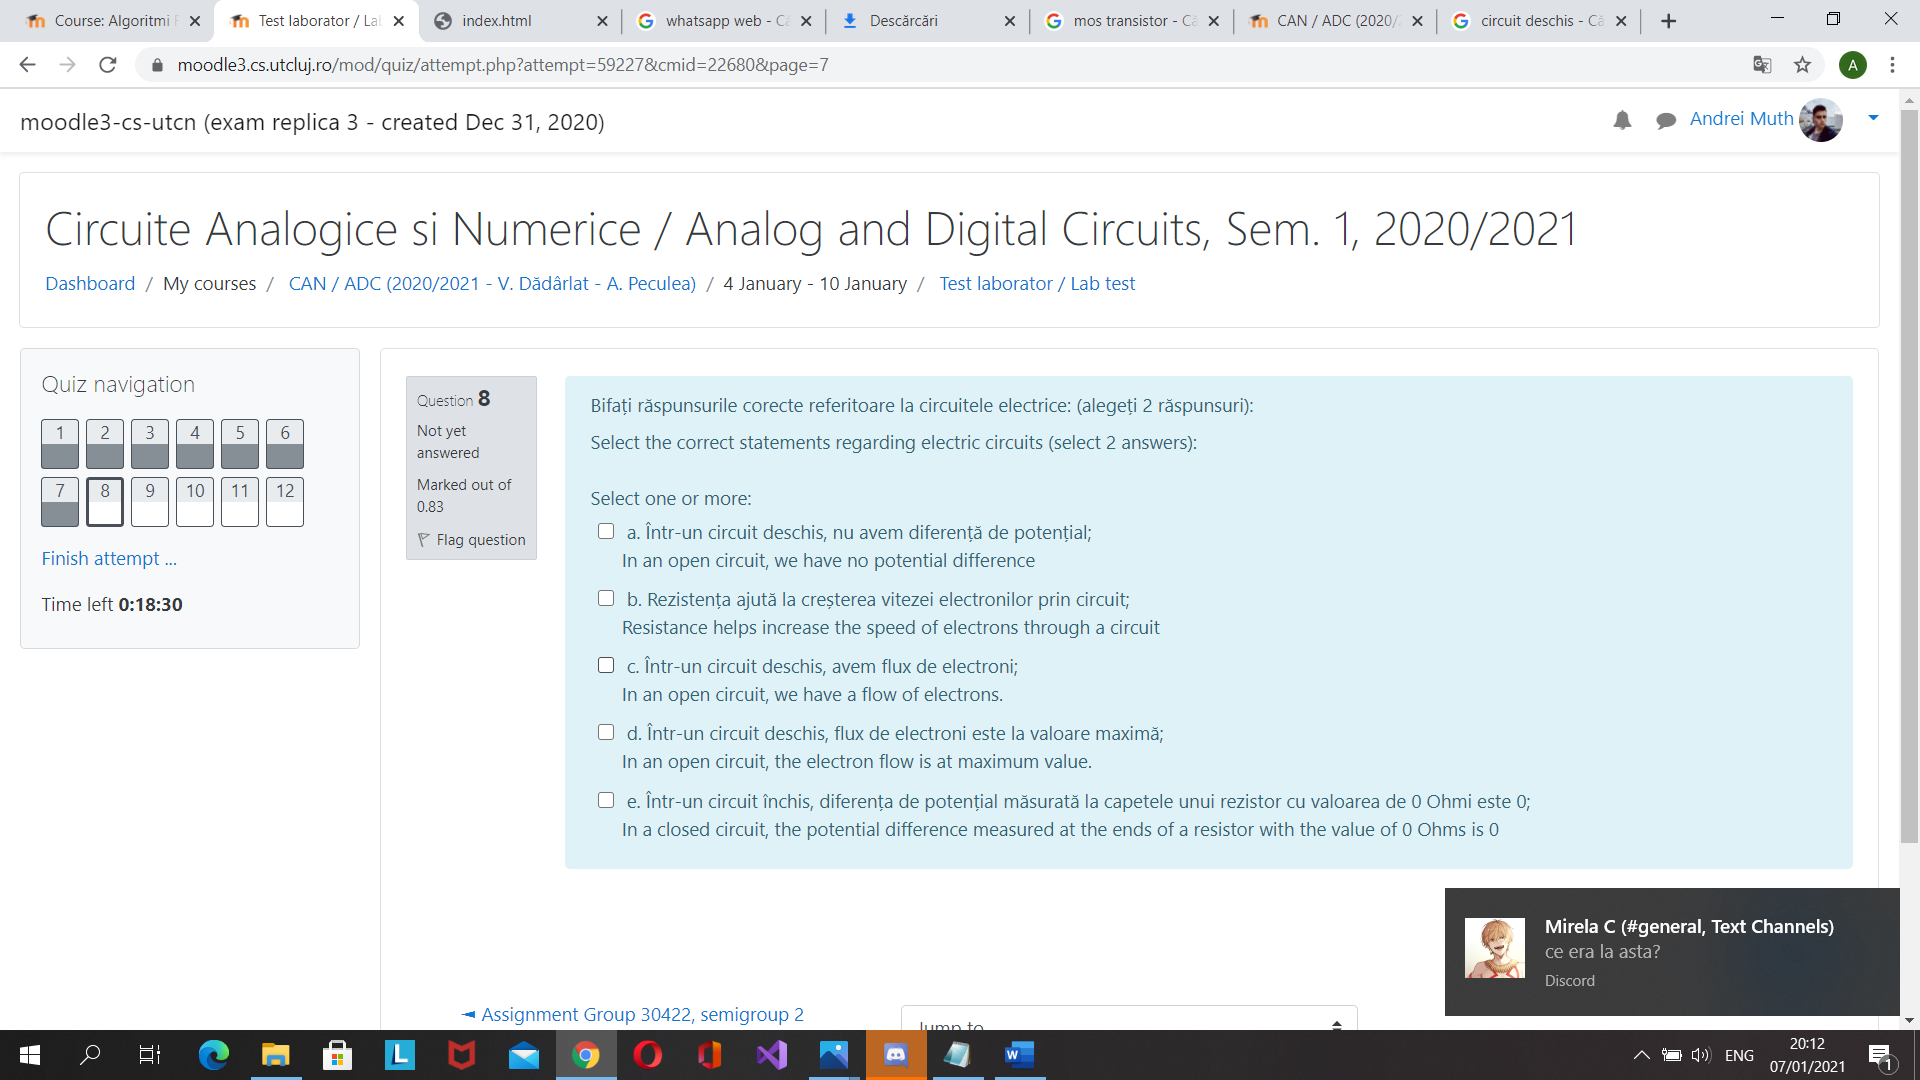 Course: Algoritmi
Test laborator / La
index.html
whatsapp web - Că
Descărcări
mos transistor - Că
CAN / ADC (2020/
circuit deschis - Că
moodle3.cs.utcluj.ro/mod/quiz/attempt.php?attempt=59227&cmid=22680&page=7
A
moodle3-cs-utcn (exam replica 3 - created Dec 31, 2020)
Andrei Muth
Circuite Analogice si Numerice / Analog and Digital Circuits, Sem. 1, 2020/2021
Dashboard / My courses / CAN / ADC (2020/2021 - V. Dădârlat - A. Peculea) / 4 January - 10 January / Test laborator / Lab test
Quiz navigation
1 2 3 4 5 6
7 8 9 10 11 12
Finish attempt ...
Time left 0:18:30
Question 8
Not yet
answered
Marked out of
0.83
Flag question
Bifați răspunsurile corecte referitoare la circuitele electrice: (alegeți 2 răspunsuri):
Select the correct statements regarding electric circuits (select 2 answers):
Select one or more:
a. Într-un circuit deschis, nu avem diferență de potențial;
In an open circuit, we have no potential difference
b. Rezistența ajută la creșterea vitezei electronilor prin circuit;
Resistance helps increase the speed of electrons through a circuit
c. Într-un circuit deschis, avem flux de electroni;
In an open circuit, we have a flow of electrons.
d. Într-un circuit deschis, flux de electroni este la valoare maximă;
In an open circuit, the electron flow is at maximum value.
e. Într-un circuit închis, diferența de potențial măsurată la capetele unui rezistor cu valoarea de 0 Ohmi este 0;
In a closed circuit, the potential difference measured at the ends of a resistor with the value of 0 Ohms is 0
Mirela C (#general, Text Channels)
ce era la asta?
Discord
◄ Assignment Group 30422, semigroup 2
Jump to...
L
W
ENG
20:12
07/01/2021
1